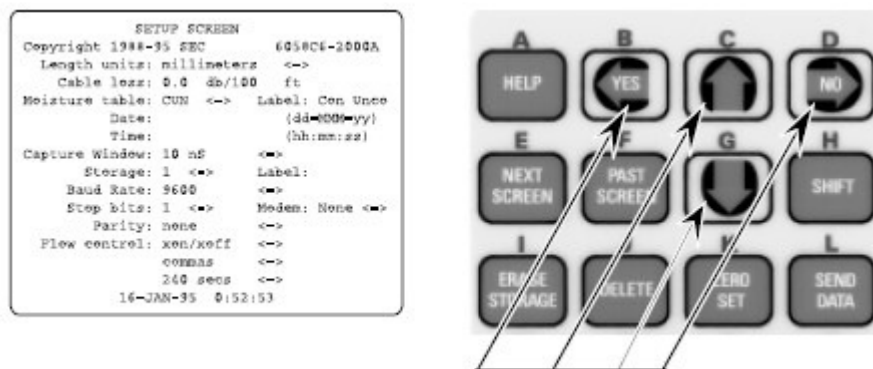 SETUP SCREEN
Copyright 1988-95 SEC 6050C6-2000A
Length units: millimeters <->
Cable loss: 0.0 db/100 ft
Moisture table: CUN <-> Label: Con Unco
Date: (dd-MMM-yy)
Time: (hh:mm:ss)
Capture Window: 10 nS <=>
Storage: 1 <=> Label:
Baud Rate: 9600 <=>
Stop bits: 1 <=> Modem: None <=>
Parity: none <->
Flow control: xon/xoff <->
commas <->
240 secs <->
16-JAN-95 0:52:53
A B C D
HELP YES NO
E F G H
NEXT SCREEN PAST SCREEN SHIFT
I J K L
ERASE STORAGE DELETE ZERO SET SEND DATA